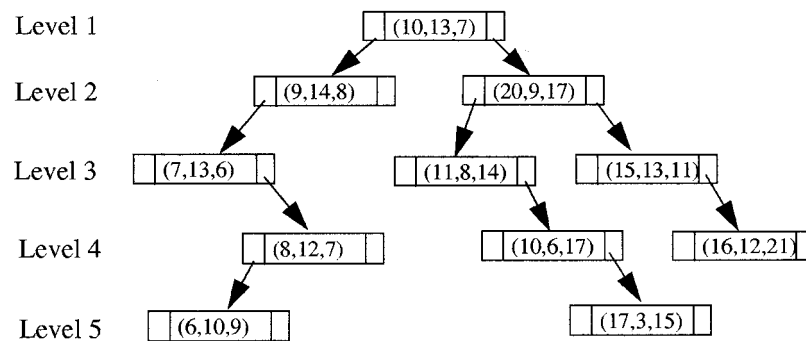 Level 1 (10,13,7)
Level 2 (9,14,8) (20,9,17)
Level 3 (7,13,6) (11,8,14) (15,13,11)
Level 4 (8,12,7) (10,6,17) (16,12,21)
Level 5 (6,10,9) (17,3,15)